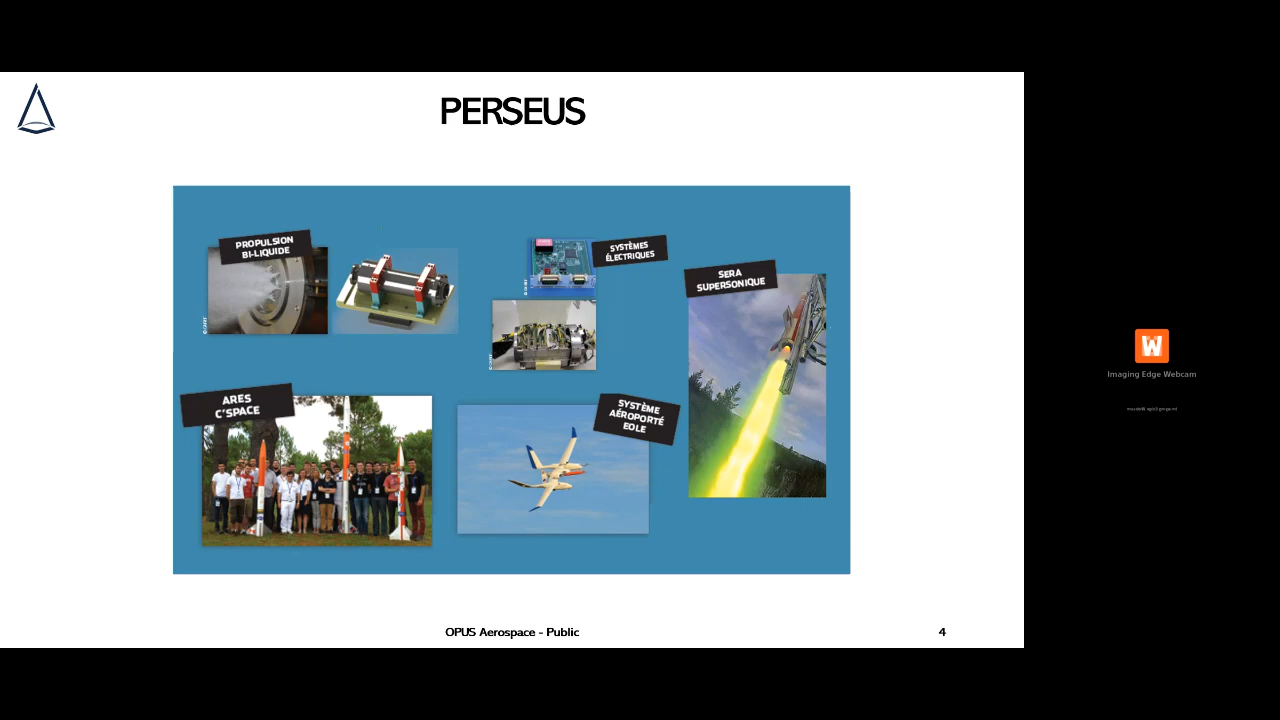 PERSEUS
PROPULSION
BI-LIQUIDE
SYSTÈMES
ÉLECTRIQUES
SERA
SUPERSONIQUE
ARES
C'SPACE
SYSTÈME
AÉROPORTÉ
EOLE
OPUS Aerospace - Public
4
W
Imaging Edge Webcam